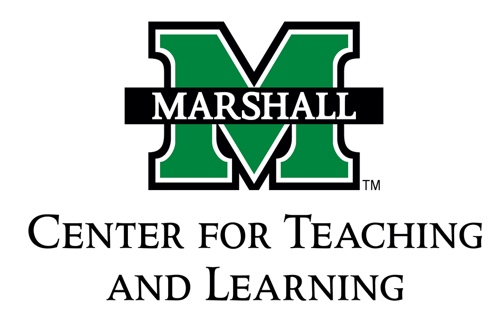 MARSHALL
TM
CENTER FOR TEACHING
AND LEARNING